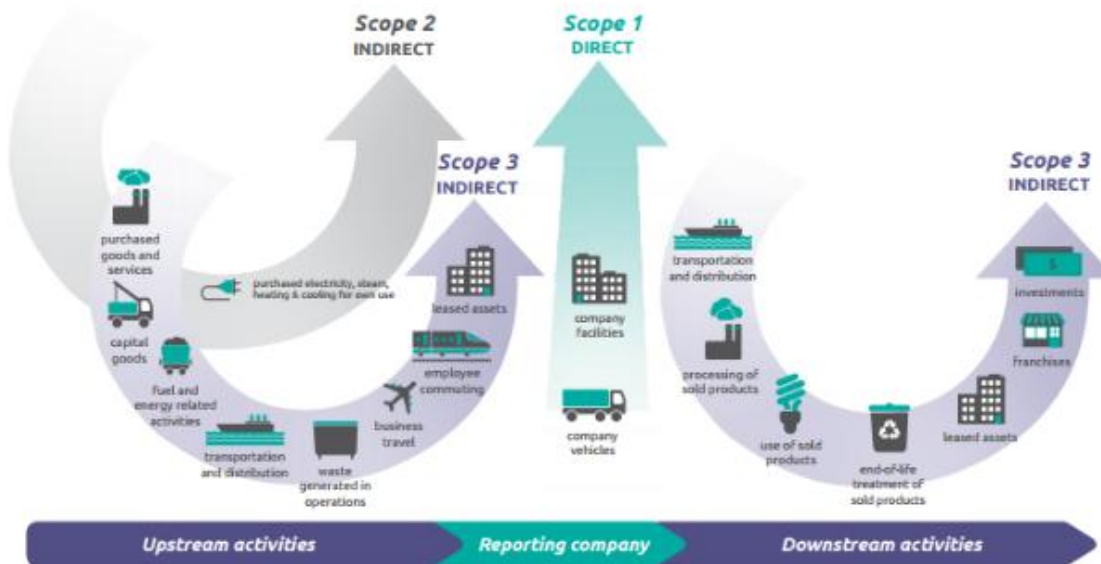 Scope 2
INDIRECT
Scope 1
DIRECT
Scope 3
INDIRECT
Scope 3
INDIRECT
purchased
goods and
services
capital
goods
fuel and
energy related
activities
transportation
and distribution
waste
generated in
operations
business
travel
employee
commuting
leased assets
purchased electricity, steam,
heating & cooling for own use
company
facilities
company
vehicles
transportation
and distribution
processing of
sold products
use of sold
products
end-of-life
treatment of
sold products
leased assets
franchises
$
investments
Upstream activities
Reporting company
Downstream activities